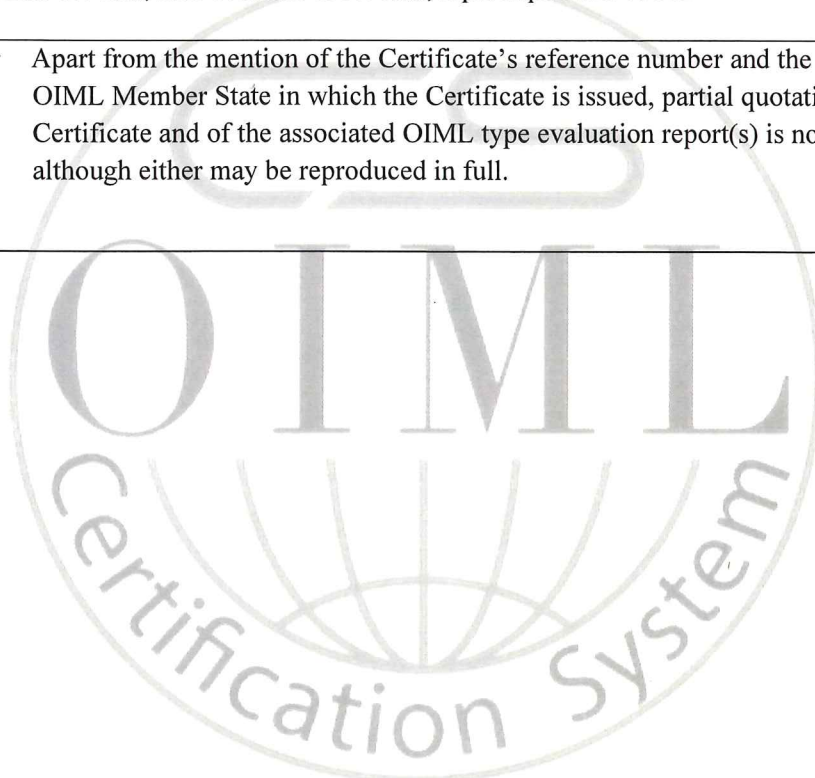 Apart from the mention of the Certificate's reference number and the
OIML Member State in which the Certificate is issued, partial
Certificate and of the associated OIML type evaluation report(s) is
although either may be reproduced in full.
OIML
Certification System